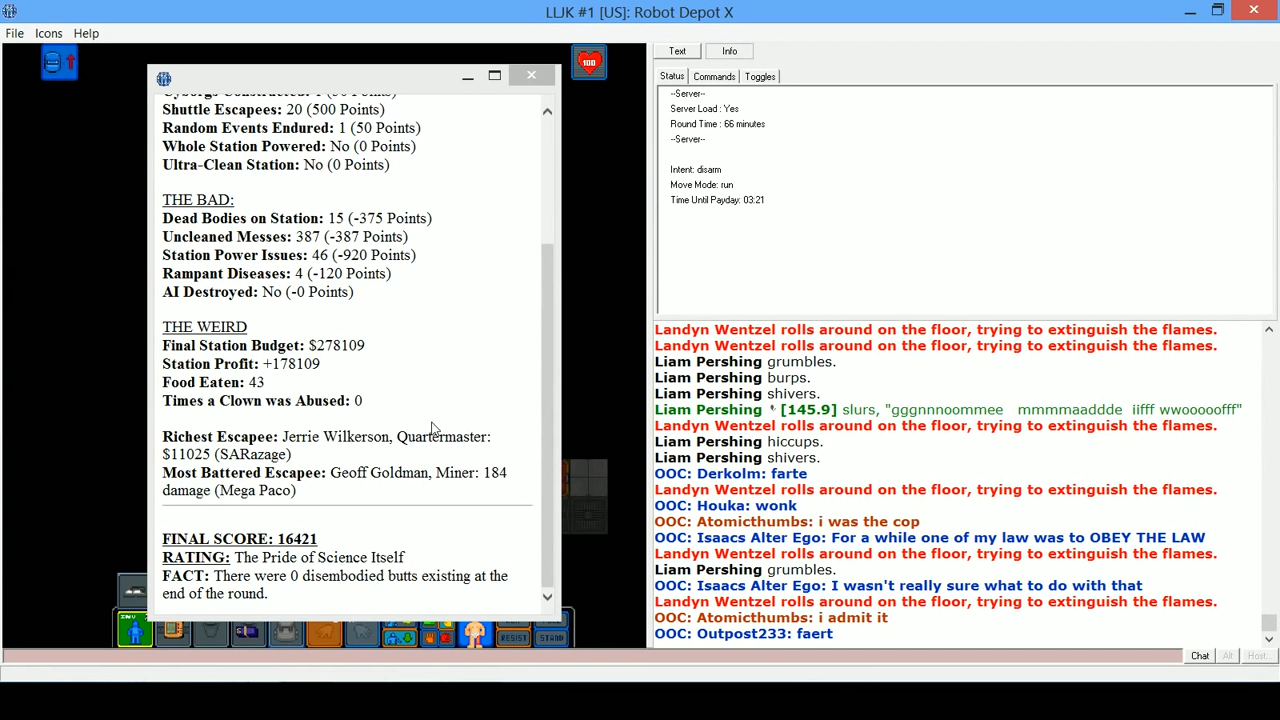 LLJK #1 [US]: Robot Depot X
File Icons Help
100
Shuttle Escapees: 20 (500 Points)
Random Events Endured: 1 (50 Points)
Whole Station Powered: No (0 Points)
Ultra-Clean Station: No (0 Points)
THE BAD:
Dead Bodies on Station: 15 (-375 Points)
Uncleaned Messes: 387 (-387 Points)
Station Power Issues: 46 (-920 Points)
Rampant Diseases: 4 (-120 Points)
AI Destroyed: No (-0 Points)
THE WEIRD
Final Station Budget: $278109
Station Profit: +178109
Food Eaten: 43
Times a Clown was Abused: 0
Richest Escapee: Jerrie Wilkerson, Quartermaster:
$11025 (SARazage)
Most Battered Escapee: Geoff Goldman, Miner: 184
damage (Mega Paco)
FINAL SCORE: 16421
RATING: The Pride of Science Itself
FACT: There were 0 disembodied butts existing at the
end of the round.
INV
RESIST
STAND
Text Info
Status Commands Toggles
--Server--
Server Load : Yes
Round Time : 66 minutes
--Server--
Intent: disarm
Move Mode: run
Time Until Payday: 03:21
Landyn Wentzel rolls around on the floor, trying to extinguish the flames.
Landyn Wentzel rolls around on the floor, trying to extinguish the flames.
Liam Pershing grumbles.
Liam Pershing burps.
Liam Pershing shivers.
Liam Pershing [145.9] slurs, "gggnnnoommee mmmmaaddde iifff wwooooofff"
Landyn Wentzel rolls around on the floor, trying to extinguish the flames.
Liam Pershing hiccups.
Liam Pershing shivers.
OOC: Derkolm: farte
Landyn Wentzel rolls around on the floor, trying to extinguish the flames.
OOC: Houka: wonk
OOC: Atomicthumbs: i was the cop
OOC: Isaacs Alter Ego: For a while one of my law was to OBEY THE LAW
Landyn Wentzel rolls around on the floor, trying to extinguish the flames.
Liam Pershing grumbles.
OOC: Isaacs Alter Ego: I wasn't really sure what to do with that
Landyn Wentzel rolls around on the floor, trying to extinguish the flames.
OOC: Atomicthumbs: i admit it
OOC: Outpost233: faert
Chat Alt Host...